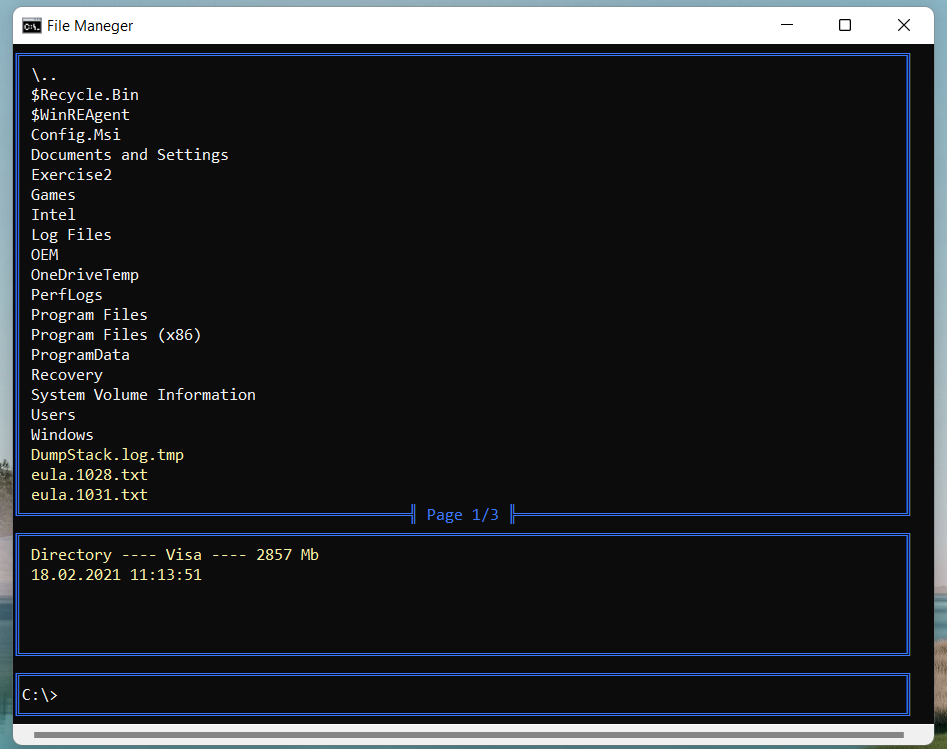 File Maneger
\..
$Recycle.Bin
$WinREAgent
Config.Msi
Documents and Settings
Exercise2
Games
Intel
Log Files
OEM
OneDriveTemp
PerfLogs
Program Files
Program Files (x86)
ProgramData
Recovery
System Volume Information
Users
Windows
DumpStack.log.tmp
eula.1028.txt
eula.1031.txt
Page 1/3
Directory ---- Visa ---- 2857 Mb
18.02.2021 11:13:51
C:\>